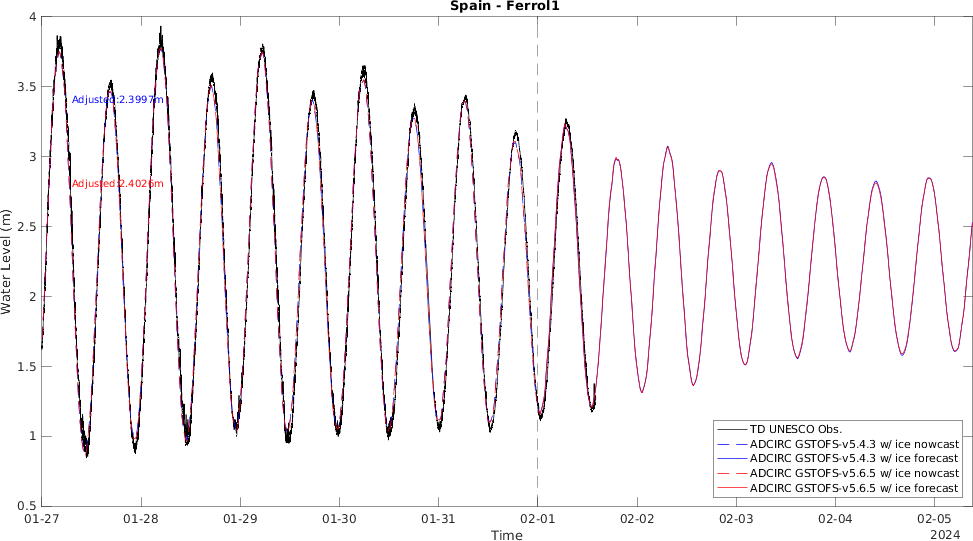 Spain - Ferrol1
4
3.5
3
2.5
2
1.5
1
0.5
Water Level (m)
Adjusted:2.3997m
Adjusted:2.4026m
TD UNESCO Obs.
ADCIRC GSTOFS-v5.4.3 w/ ice nowcast
ADCIRC GSTOFS-v5.4.3 w/ ice forecast
ADCIRC GSTOFS-v5.6.5 w/ ice nowcast
ADCIRC GSTOFS-v5.6.5 w/ ice forecast
01-27 01-28 01-29 01-30 01-31 02-01 02-02 02-03 02-04 02-05
Time
2024